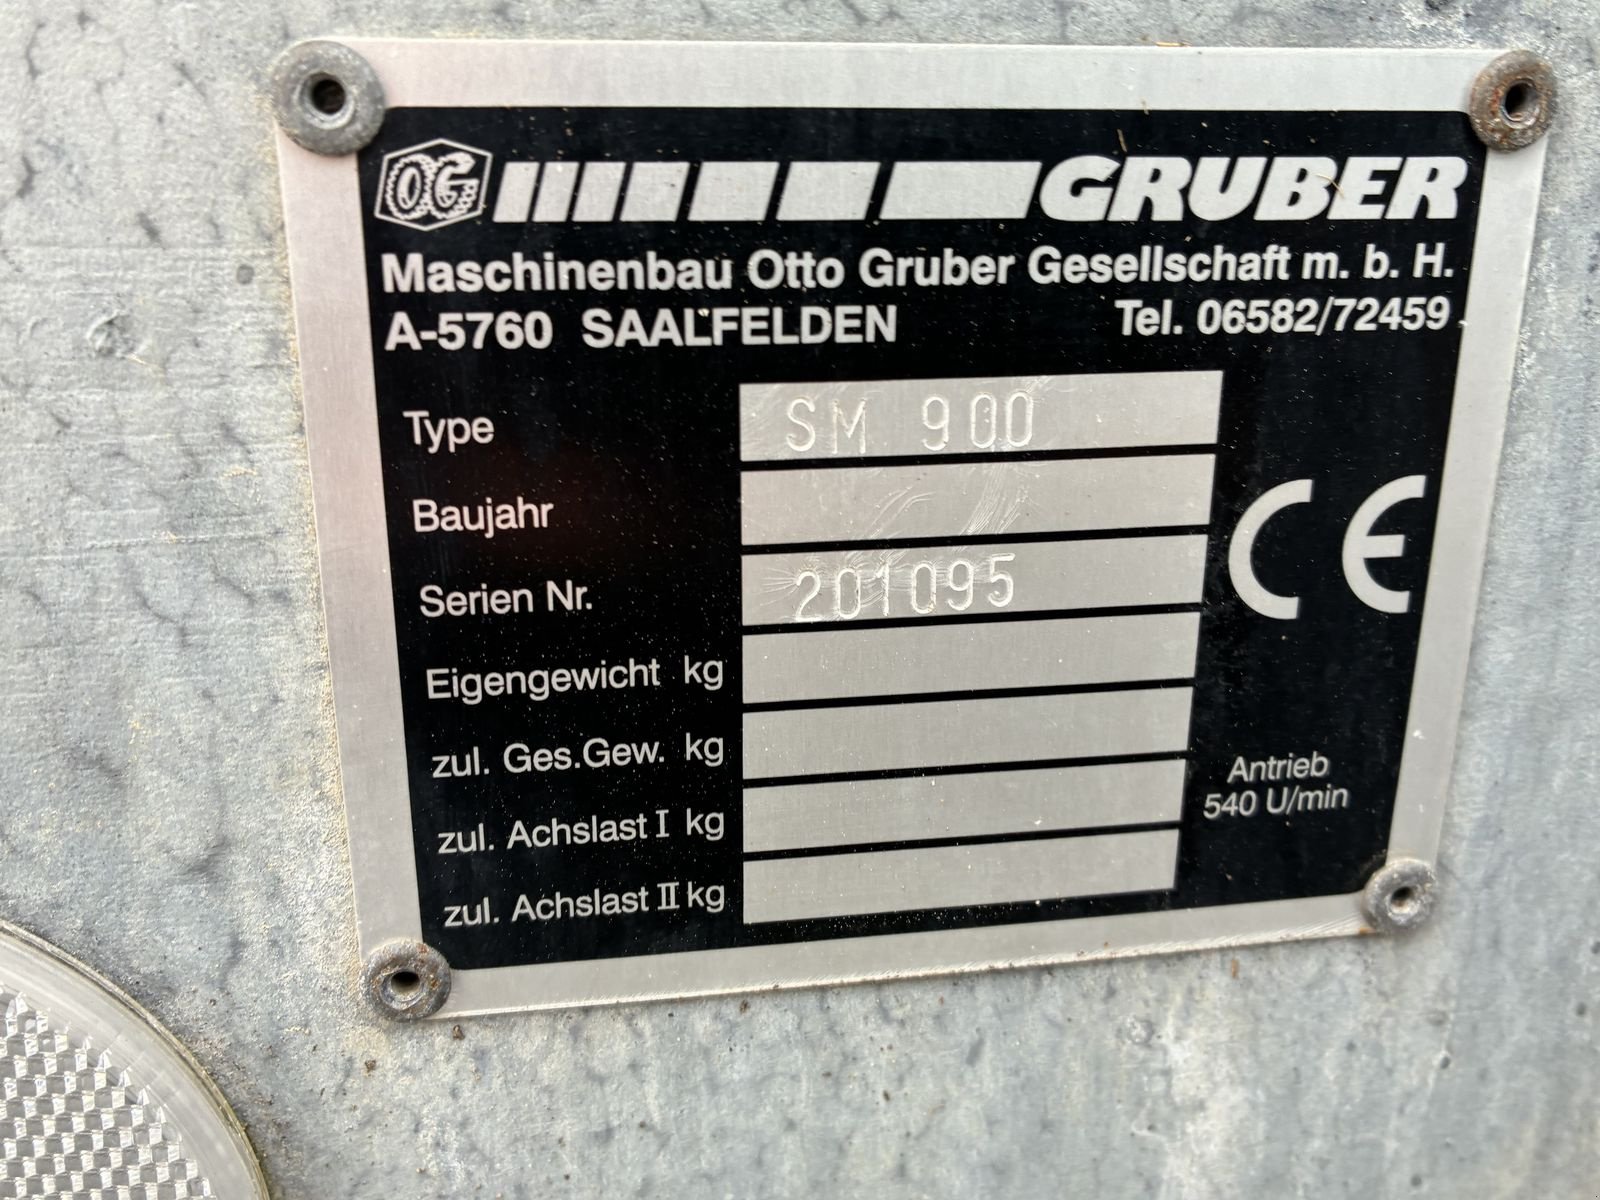 OG GRUBER
Maschinenbau Otto Gruber Gesellschaft m. b. H.
A-5760 SAALFELDEN Tel. 06582/72459
Type SM 900
Baujahr
Serien Nr. 201095
CE
Eigengewicht kg
zul. Ges.Gew. kg
zul. Achslast I kg
zul. Achslast II kg
Antrieb
540 U/min